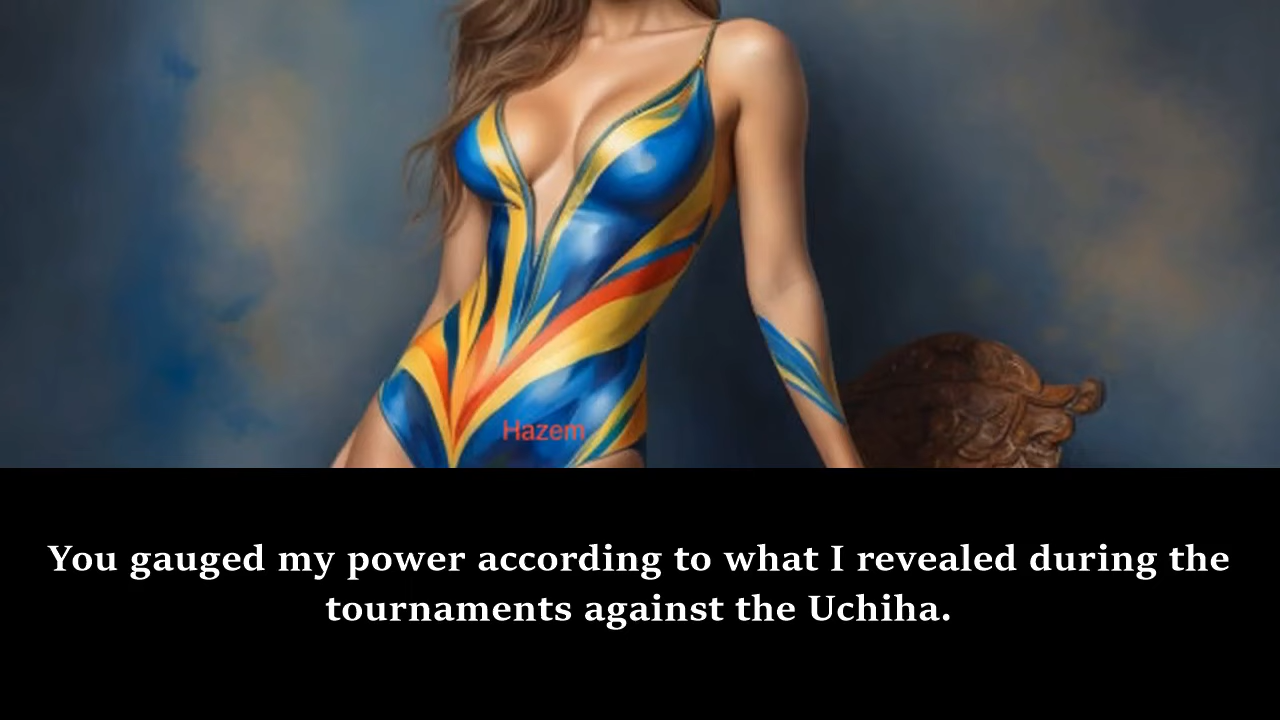 Hazem
You gauged my power according to what I revealed during the
tournaments against the Uchiha.